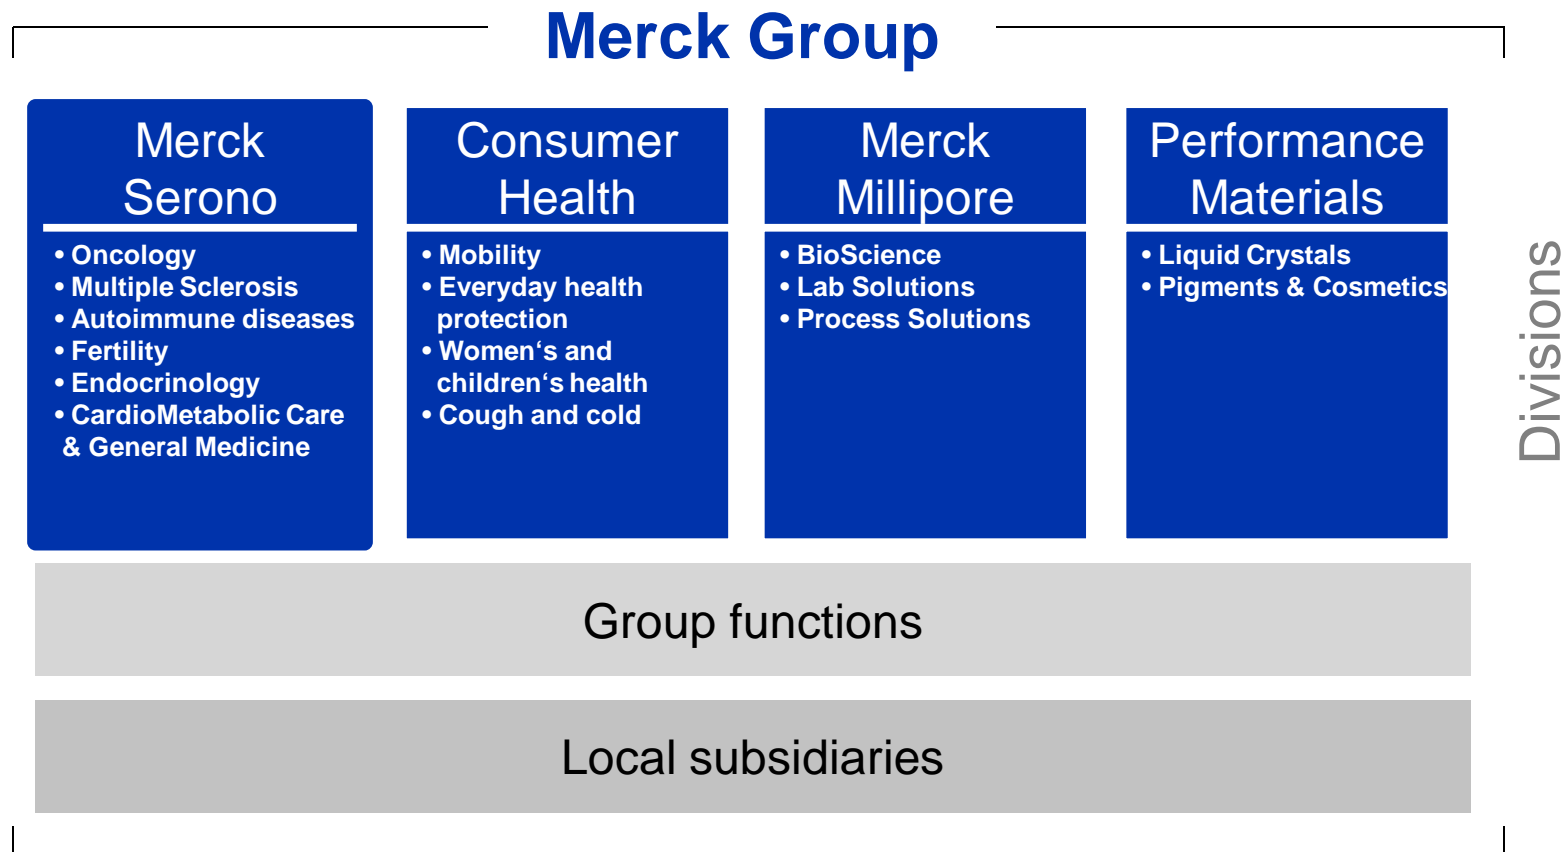 Merck Group
Merck
Serono
• Oncology
• Multiple Sclerosis
• Autoimmune diseases
• Fertility
• Endocrinology
• CardioMetabolic Care
& General Medicine
Consumer
Health
• Mobility
• Everyday health
protection
• Women‘s and
children‘s health
• Cough and cold
Merck
Millipore
• BioScience
• Lab Solutions
• Process Solutions
Performance
Materials
• Liquid Crystals
• Pigments & Cosmetics
Divisions
Group functions
Local subsidiaries